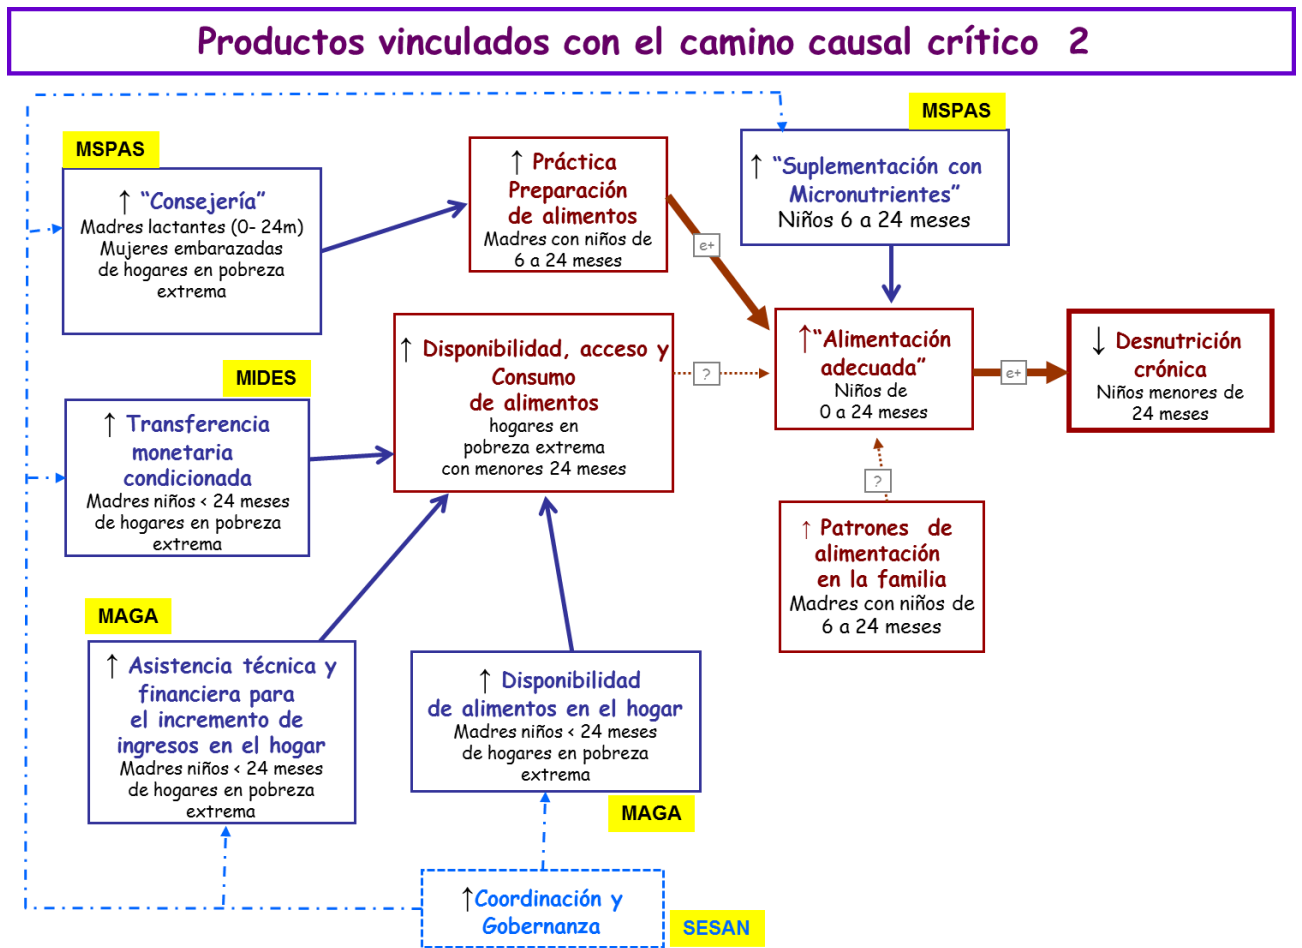 Productos vinculados con el camino causal crítico 2
MSPAS
↑ “Consejería”
Madres lactantes (0- 24m)
Mujeres embarazadas
de hogares en pobreza
extrema
↑ Práctica
Preparación
de alimentos
Madres con niños de
6 a 24 meses
MSPAS
↑ “Suplementación con
Micronutrientes”
Niños 6 a 24 meses
e+
↑ Disponibilidad, acceso y
Consumo
de alimentos
hogares en
pobreza extrema
con menores 24 meses
?
↑“Alimentación
adecuada”
Niños de
0 a 24 meses
e+
↓ Desnutrición
crónica
Niños menores de
24 meses
MIDES
↑ Transferencia
monetaria
condicionada
Madres niños < 24 meses
de hogares en pobreza
extrema
?
↑ Patrones de
alimentación
en la familia
Madres con niños de
6 a 24 meses
MAGA
↑ Asistencia técnica y
financiera para
el incremento de
ingresos en el hogar
Madres niños < 24 meses
de hogares en pobreza
extrema
↑ Disponibilidad
de alimentos en el hogar
Madres niños < 24 meses
de hogares en pobreza
extrema
MAGA
↑Coordinación y
Gobernanza
SESAN